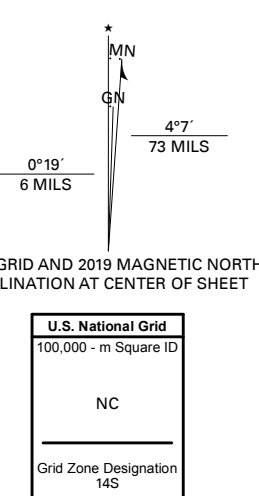 ★
MN
GN
4°7´
73 MILS
0°19´
6 MILS
GRID AND 2019 MAGNETIC NORTH
LINATION AT CENTER OF SHEET
U.S. National Grid
100,000 - m Square ID
NC
Grid Zone Designation
14S